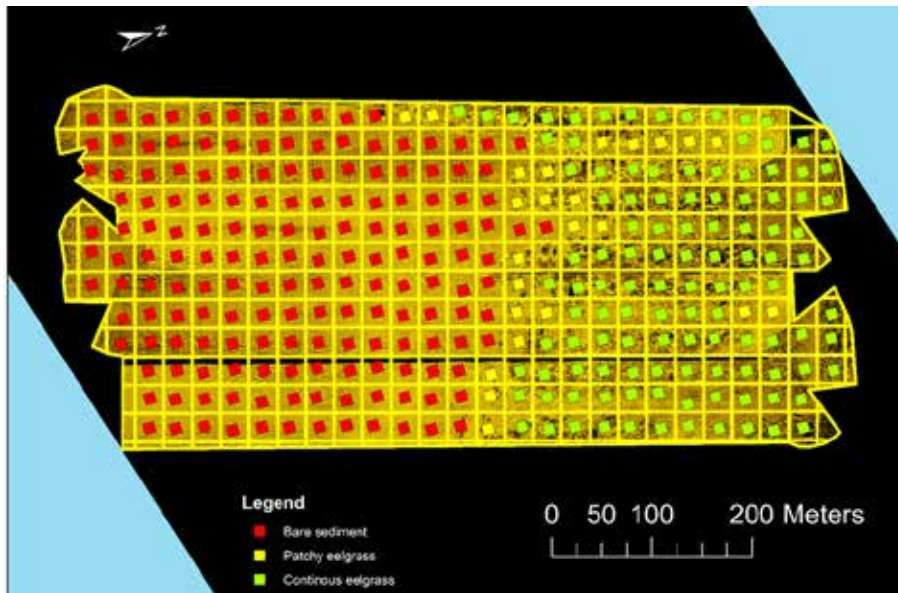 N
Legend
Bare sediment
Patchy eelgrass
Continous eelgrass
0 50 100 200 Meters